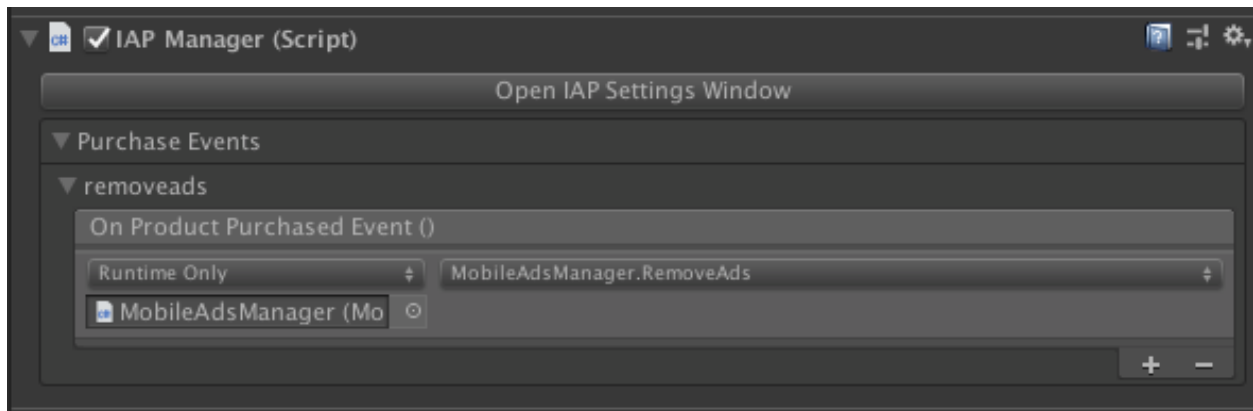 IAP Manager (Script)
Open IAP Settings Window
Purchase Events
removeads
On Product Purchased Event ()
Runtime Only MobileAdsManager.RemoveAds
MobileAdsManager (Mo